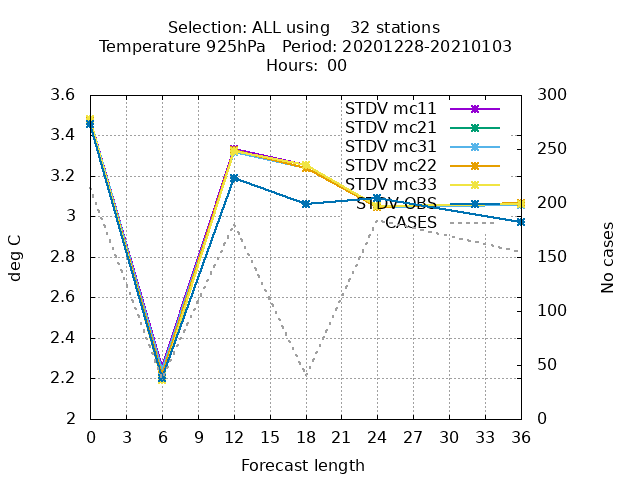 Selection: ALL using 32 stations
Temperature 925hPa Period: 20201228-20210103
Hours: 00
3.6
3.4
3.2
3
2.8
2.6
2.4
2.2
2
deg C
STDV mc11
STDV mc21
STDV mc31
STDV mc22
STDV mc33
STDV OBS
CASES
300
250
200
150
100
50
0
No cases
0 3 6 9 12 15 18 21 24 27 30 33 36
Forecast length